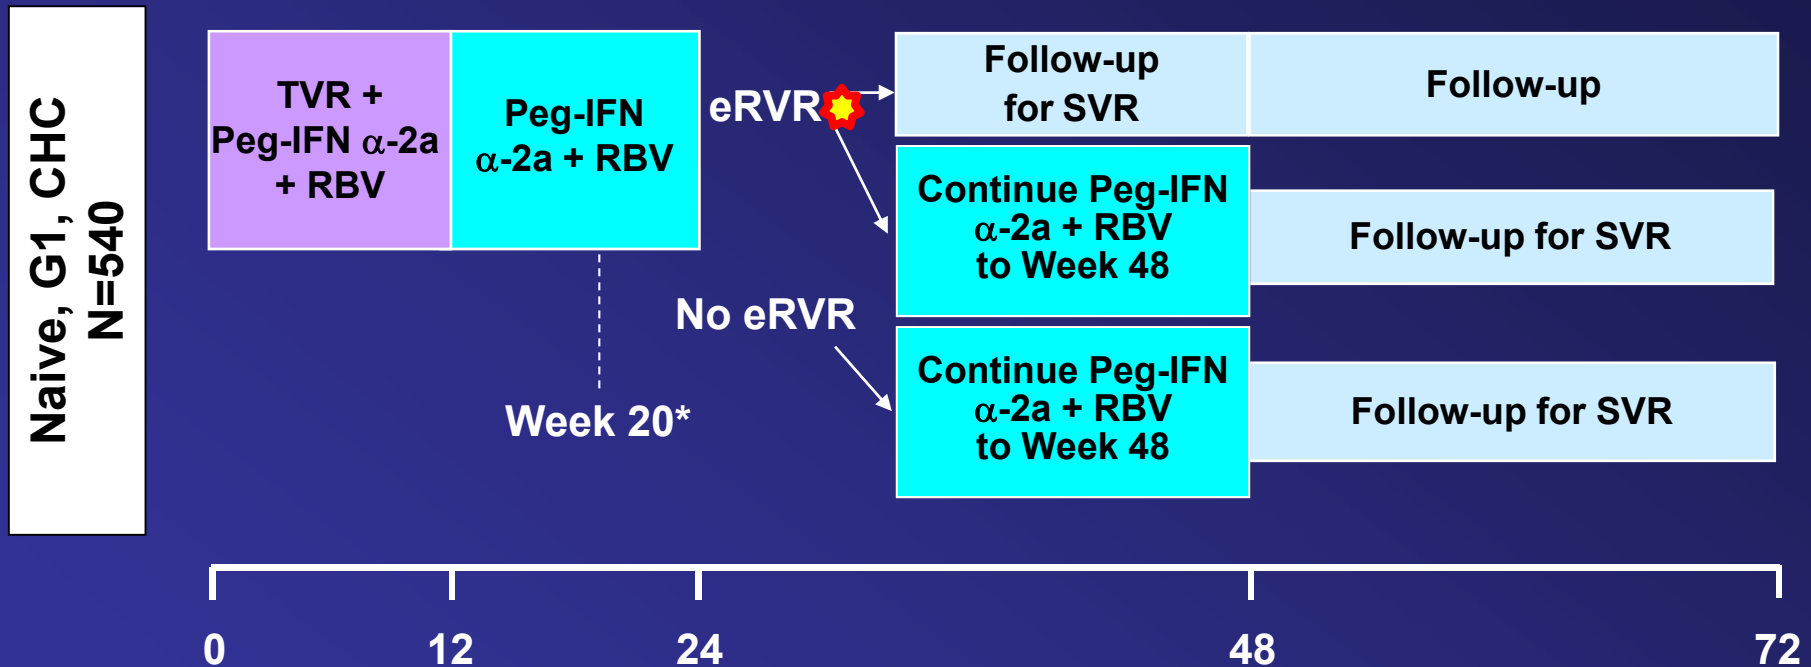 Naive, G1, CHC
N=540
TVR +
Peg-IFN α-2a
+ RBV
Peg-IFN
α-2a + RBV
Week 20*
eRVR
No eRVR
Follow-up
for SVR
Follow-up
Continue Peg-IFN
α-2a + RBV
to Week 48
Follow-up for SVR
Continue Peg-IFN
α-2a + RBV
to Week 48
Follow-up for SVR
0
12
24
48
72